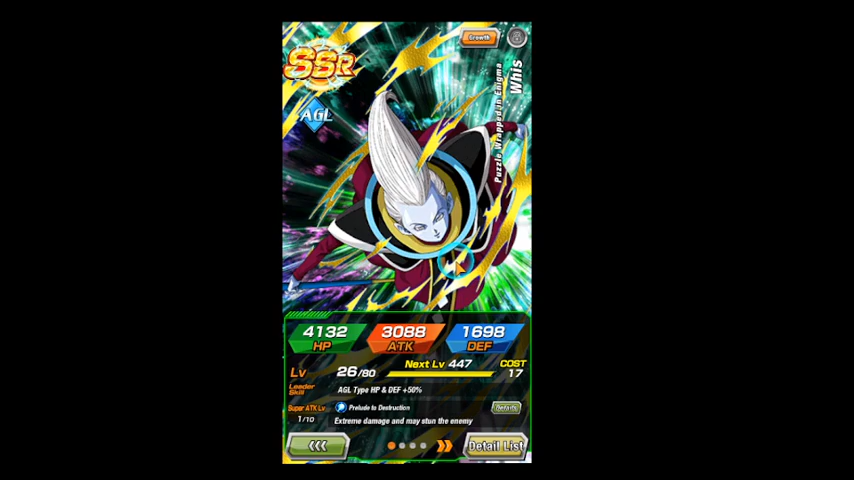 Growth
SSR
AGL
Puzzle Wrapped in Enigma
Whis
4132 3088 1698
HP ATK DEF
Next Lv 447 COST
Lv 26/80 17
Leader Skill AGL Type HP & DEF +50%
Super ATK Lv Prelude to Destruction Details
1/10 Extreme damage and may stun the enemy
Detail List